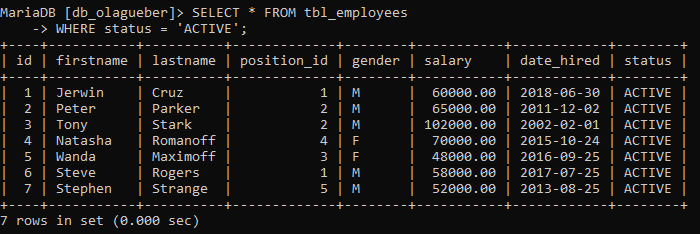 MariaDB [db_olagueber]> SELECT * FROM tbl_employees
    -> WHERE status = 'ACTIVE';
+----+-----------+----------+-------------+--------+-----------+------------+--------+
| id | firstname | lastname | position_id | gender | salary    | date_hired | status |
+----+-----------+----------+-------------+--------+-----------+------------+--------+
|  1 | Jerwin    | Cruz     |           1 | M      |  60000.00 | 2018-06-30 | ACTIVE |
|  2 | Peter     | Parker   |           2 | M      |  65000.00 | 2011-12-02 | ACTIVE |
|  3 | Tony      | Stark    |           2 | M      | 102000.00 | 2002-02-01 | ACTIVE |
|  4 | Natasha   | Romanoff |           4 | F      |  70000.00 | 2015-10-24 | ACTIVE |
|  5 | Wanda     | Maximoff |           3 | F      |  48000.00 | 2016-09-25 | ACTIVE |
|  6 | Steve     | Rogers   |           1 | M      |  58000.00 | 2017-07-25 | ACTIVE |
|  7 | Stephen   | Strange  |           5 | M      |  52000.00 | 2013-08-25 | ACTIVE |
+----+-----------+----------+-------------+--------+-----------+------------+--------+
7 rows in set (0.000 sec)